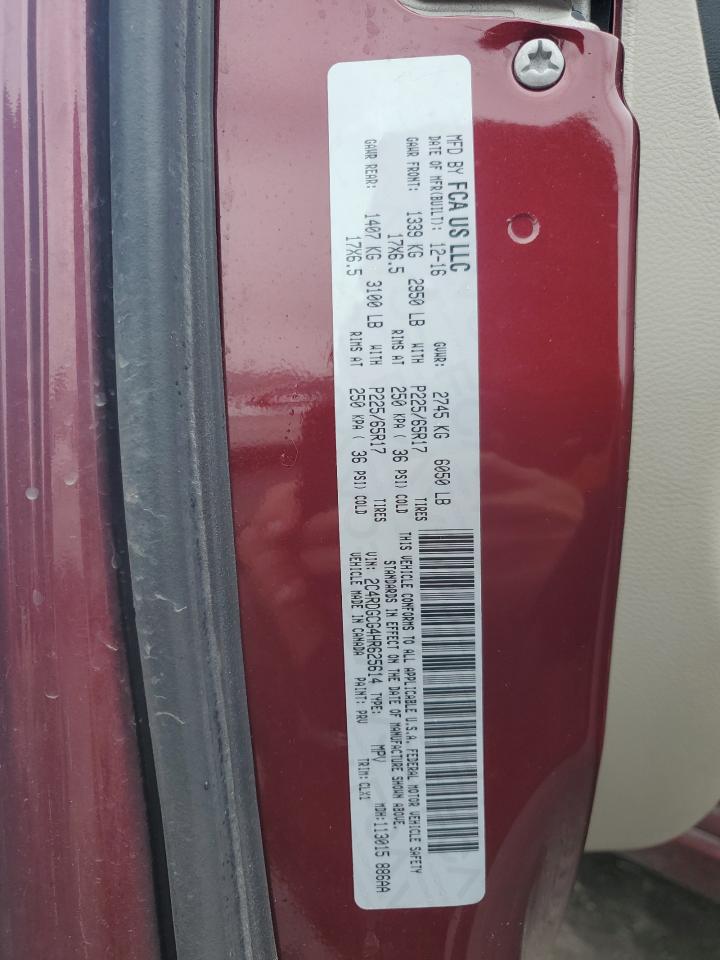 MFD BY FCA US LLC
DATE OF MFR(BUILT): 12-16 GVWR: 2745 KG 6050 LB
GAWR FRONT: 1339 KG 2950 LB WITH P225/65R17 TIRES
17X6.5 RIMS AT 250 KPA ( 36 PSI) COLD
GAWR REAR: 1407 KG 3100 LB WITH P225/65R17 TIRES
17X6.5 RIMS AT 250 KPA ( 36 PSI) COLD
THIS VEHICLE CONFORMS TO ALL APPLICABLE U.S.A. FEDERAL MOTOR VEHICLE SAFETY
STANDARDS IN EFFECT ON THE DATE OF MANUFACTURE SHOWN ABOVE.
VIN: 2C4RDGCG4HR625614 TYPE: MPV MDH:113015 886AA
VEHICLE MADE IN CANADA PAINT: PRV TRIM: CLX1